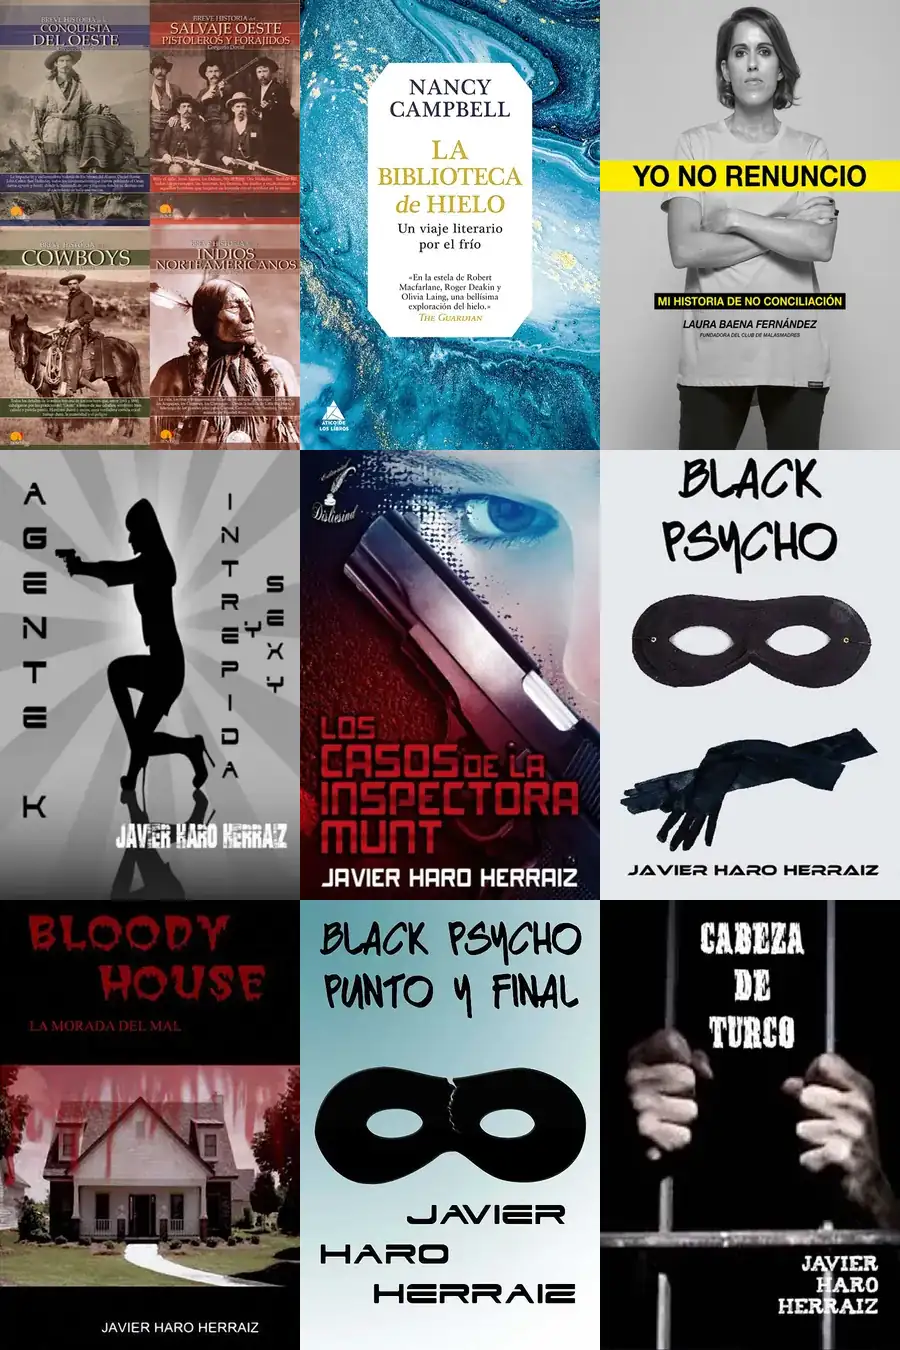 BREVE HISTORIA de la
CONQUISTA
DEL OESTE
BREVE HISTORIA del
SALVAJE OESTE
PISTOLEROS Y FORAJIDOS
Gregorio Doval
BREVE HISTORIA
COWBOYS
BREVE HISTORIA
INDIOS
NORTEAMERICANOS
NANCY
CAMPBELL
LA
BIBLIOTECA
de HIELO
Un viaje literario
por el frío
«En la estela de Robert
Macfarlane, Roger Deakin y
Olivia Laing, una bellísima
exploración del hielo.»
THE GUARDIAN
ÁTICO DE
LOS LIBROS
YO NO RENUNCIO
MI HISTORIA DE NO CONCILIACIÓN
LAURA BAENA FERNÁNDEZ
FUNDADORA DEL CLUB DE MALASMADRES
AGENTE K
INTREPIDA
Y
SEXY
JAVIER HARO HERRAIZ
Disliesind
LOS
CASOS DE LA
INSPECTORA
MUNT
JAVIER HARO HERRAIZ
BLACK
PSYCHO
JAVIER HARO HERRAIZ
BLOODY
HOUSE
LA MORADA DEL MAL
JAVIER HARO HERRAIZ
BLACK PSYCHO
PUNTO Y FINAL
JAVIER
HARO
HERRAIZ
CABEZA
DE
TURCO
JAVIER
HARO
HERRAIZ